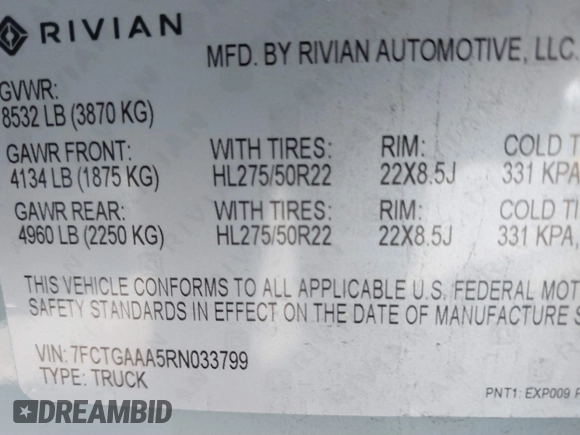 RIVIAN
MFD. BY RIVIAN AUTOMOTIVE, LLC.
GVWR:
8532 LB (3870 KG)
GAWR FRONT: WITH TIRES: RIM: COLD
4134 LB (1875 KG) HL275/50R22 22X8.5J 331 KPA
GAWR REAR: WITH TIRES: RIM: COLD
4960 LB (2250 KG) HL275/50R22 22X8.5J 331 KPA,
THIS VEHICLE CONFORMS TO ALL APPLICABLE U.S. FEDERAL MOT
SAFETY STANDARDS IN EFFECT ON THE DATE OF MANUFACTURE S
VIN: 7FCTGAAA5RN033799
TYPE: TRUCK
PNT1: EXP009
DREAMBID